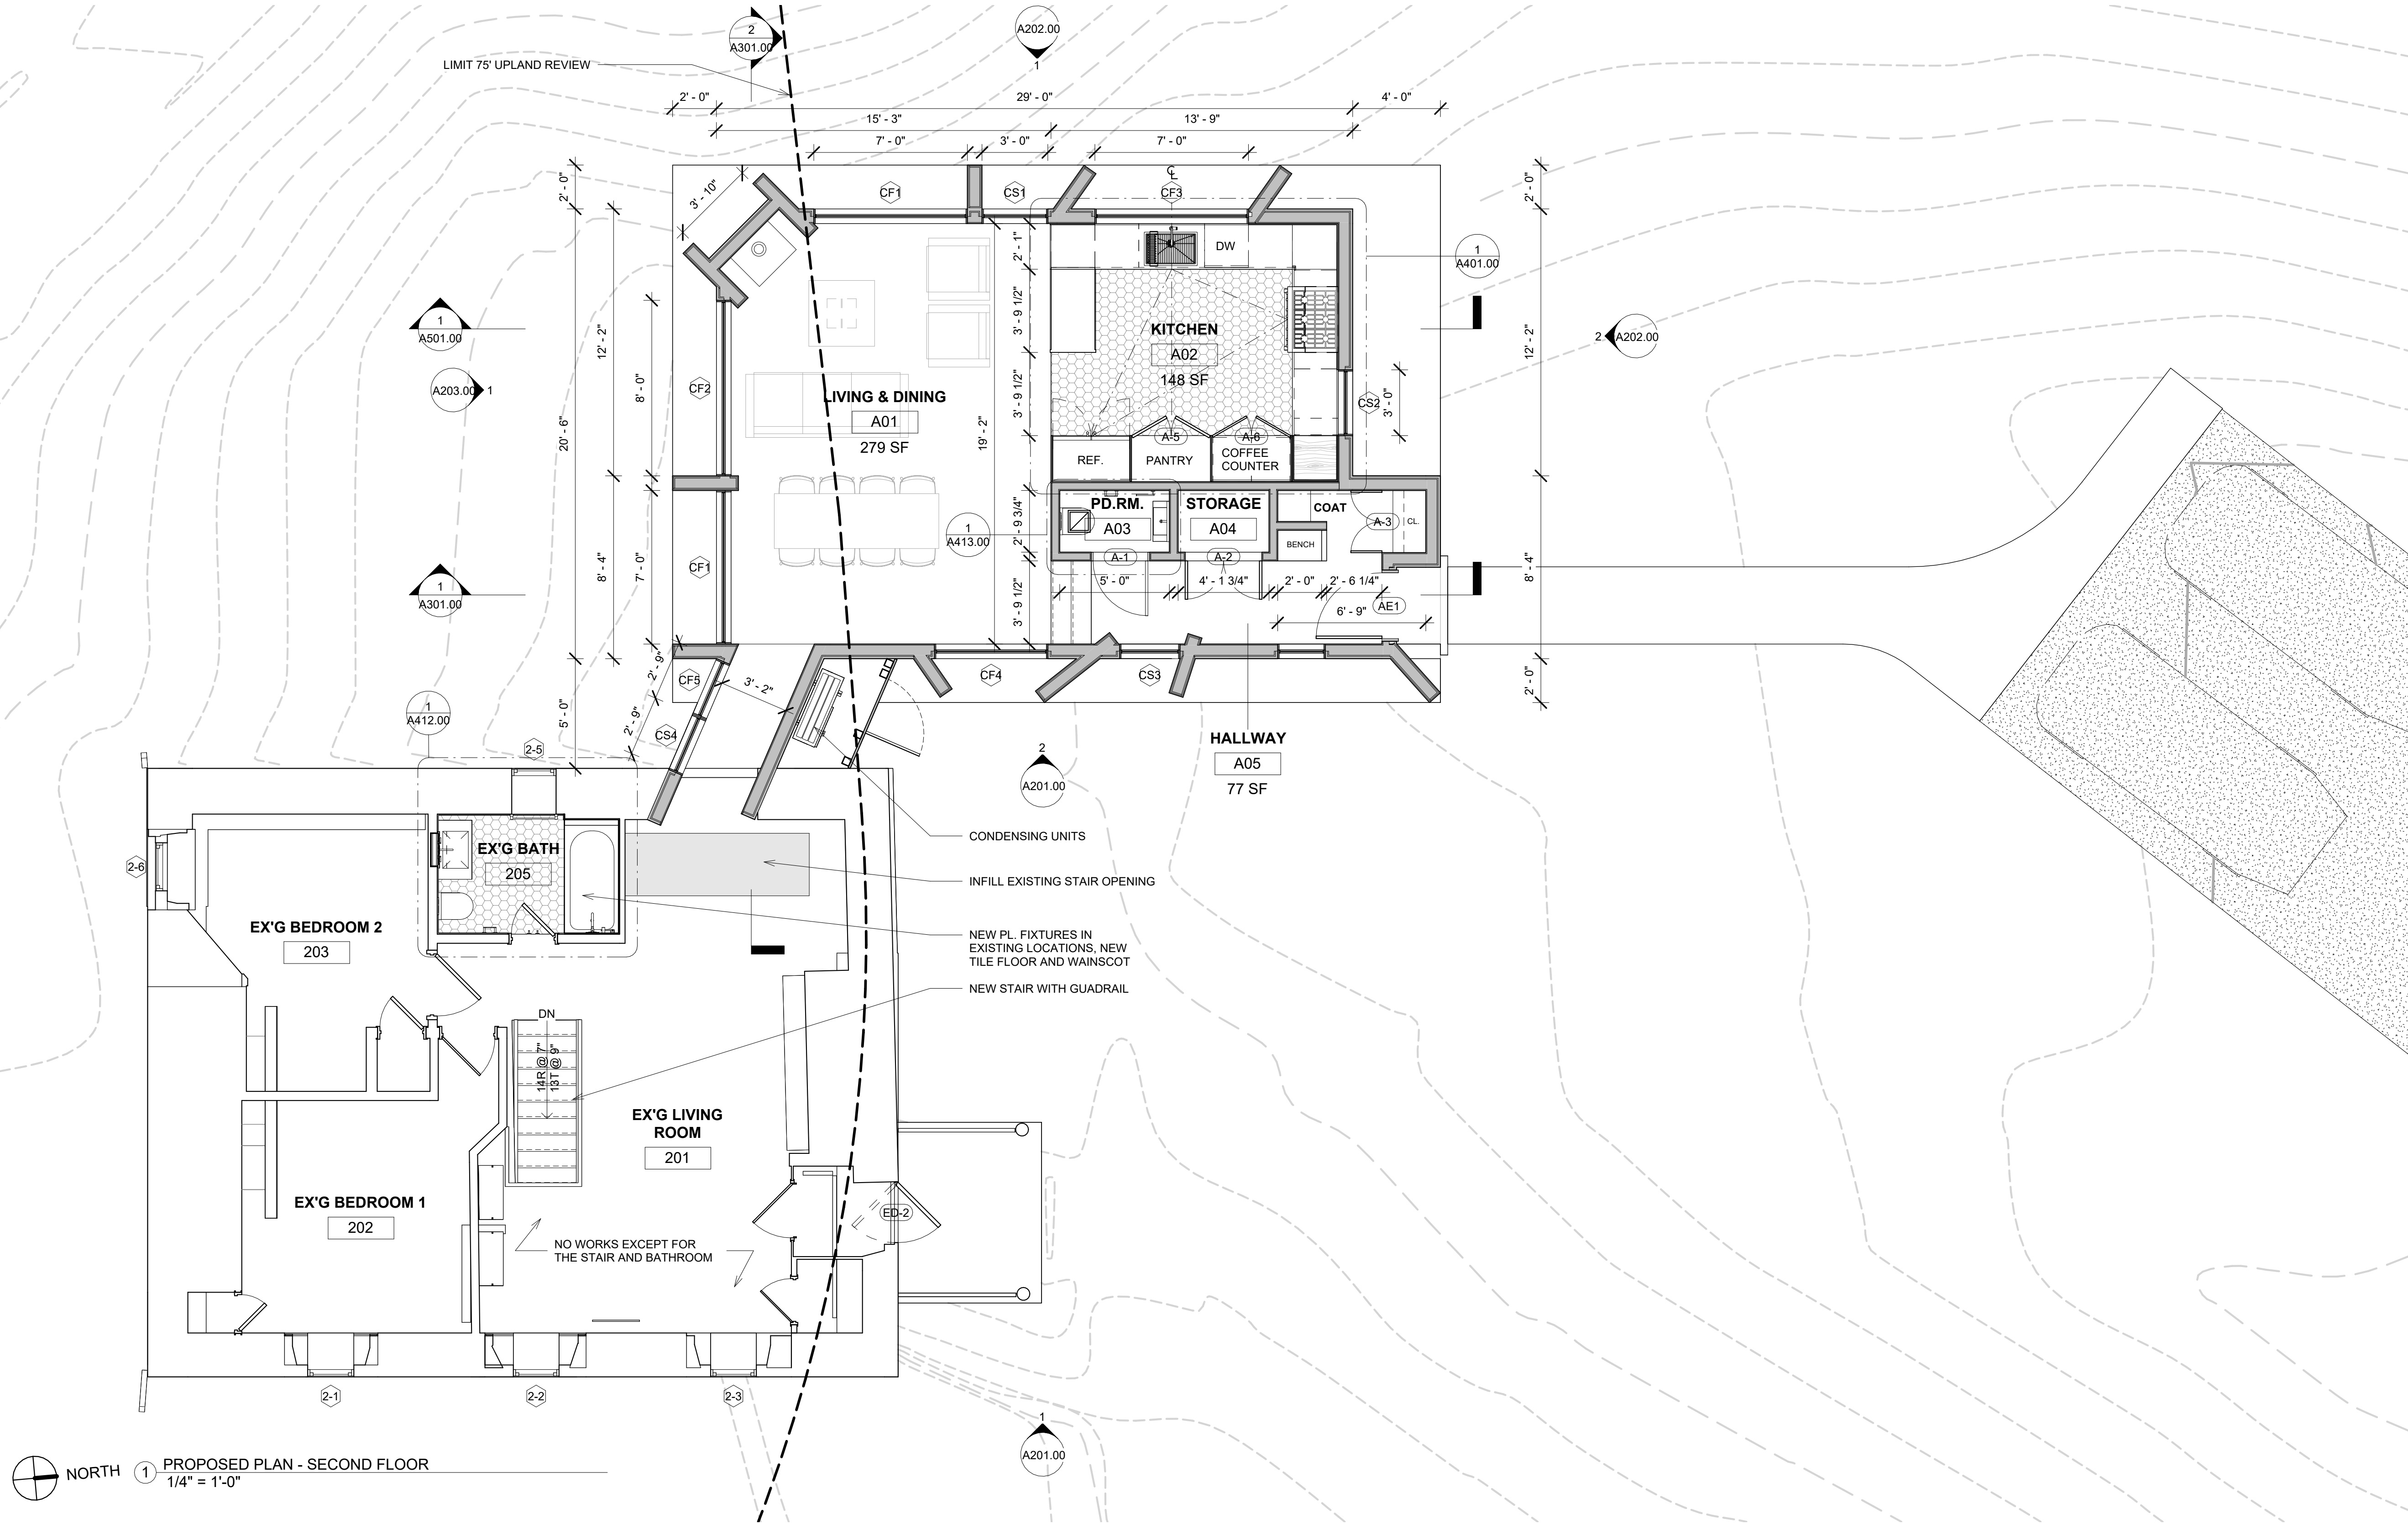 2
A301.00
A202.00
1
LIMIT 75' UPLAND REVIEW
2' - 0"
29' - 0"
4' - 0"
15' - 3"
13' - 9"
7' - 0"
3' - 0"
7' - 0"
2' - 0"
3' - 10"
CF1
CS1
CL
CF3
2' - 0"
1
A401.00
2' - 1"
DW
1
A501.00
A203.00
1
12' - 2"
20' - 6"
8' - 0"
CF2
LIVING & DINING
A01
279 SF
19' - 2"
3' - 9 1/2"
3' - 9 1/2"
KITCHEN
A02
148 SF
CS2
3' - 0"
12' - 2"
2
A202.00
A-5
A-6
REF.
PANTRY
COFFEE
COUNTER
1
A413.00
2' - 9 3/4"
PD.RM.
A03
STORAGE
A04
COAT
A-3
CL.
BENCH
A-1
A-2
1
A301.00
8' - 4"
7' - 0"
CF1
3' - 9 1/2"
5' - 0"
4' - 1 3/4"
2' - 0"
2' - 6 1/4"
AE1
6' - 9"
8' - 4"
2' - 9"
CF5
3' - 2"
CF4
CS3
2' - 0"
1
A412.00
5' - 0"
2' - 9"
CS4
2-5
HALLWAY
A05
77 SF
2
A201.00
CONDENSING UNITS
2-6
EX'G BATH
205
INFILL EXISTING STAIR OPENING
EX'G BEDROOM 2
203
NEW PL. FIXTURES IN
EXISTING LOCATIONS, NEW
TILE FLOOR AND WAINSCOT
NEW STAIR WITH GUADRAIL
DN
14R @ 7"
13T @ 9"
EX'G LIVING
ROOM
201
EX'G BEDROOM 1
202
ED-2
NO WORKS EXCEPT FOR
THE STAIR AND BATHROOM
2-1
2-2
2-3
1
A201.00
NORTH
1
PROPOSED PLAN - SECOND FLOOR
1/4" = 1'-0"